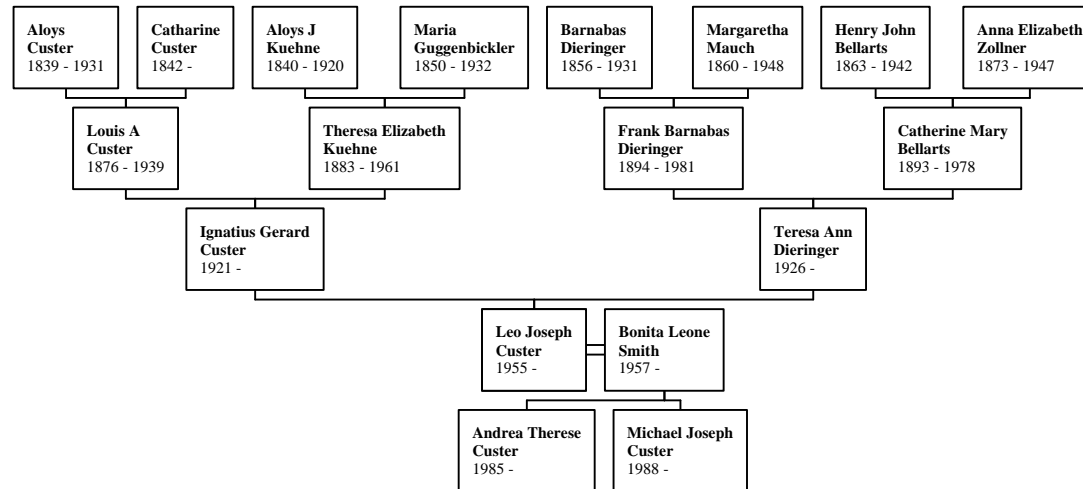 Aloys
Custer
1839 - 1931
Catharine
Custer
1842 -
Aloys J
Kuehne
1840 - 1920
Maria
Guggenbickler
1850 - 1932
Barnabas
Dieringer
1856 - 1931
Margaretha
Mauch
1860 - 1948
Henry John
Bellarts
1863 - 1942
Anna Elizabeth
Zollner
1873 - 1947
Louis A
Custer
1876 - 1939
Theresa Elizabeth
Kuehne
1883 - 1961
Frank Barnabas
Dieringer
1894 - 1981
Catherine Mary
Bellarts
1893 - 1978
Ignatius Gerard
Custer
1921 -
Teresa Ann
Dieringer
1926 -
Leo Joseph
Custer
1955 -
Bonita Leone
Smith
1957 -
Andrea Therese
Custer
1985 -
Michael Joseph
Custer
1988 -